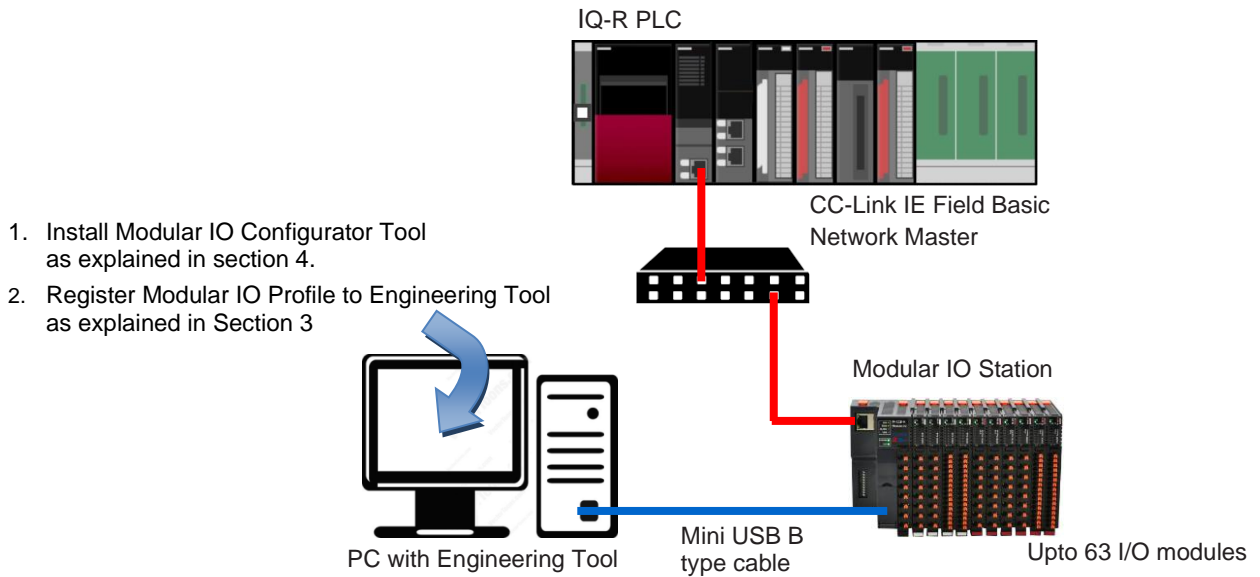 IQ-R PLC
CC-Link IE Field Basic
Network Master
1. Install Modular IO Configurator Tool
as explained in section 4.
2. Register Modular IO Profile to Engineering Tool
as explained in Section 3
Modular IO Station
Mini USB B
type cable
PC with Engineering Tool
Upto 63 I/O modules